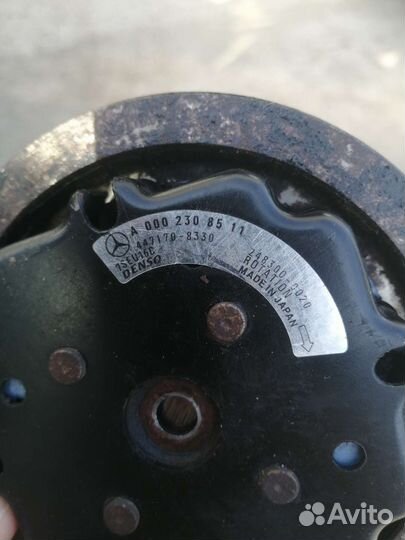 A 000 230 85 11
447170-8330
7SEU16C
DENSO
ROTATION
MADE IN JAPAN
Avito